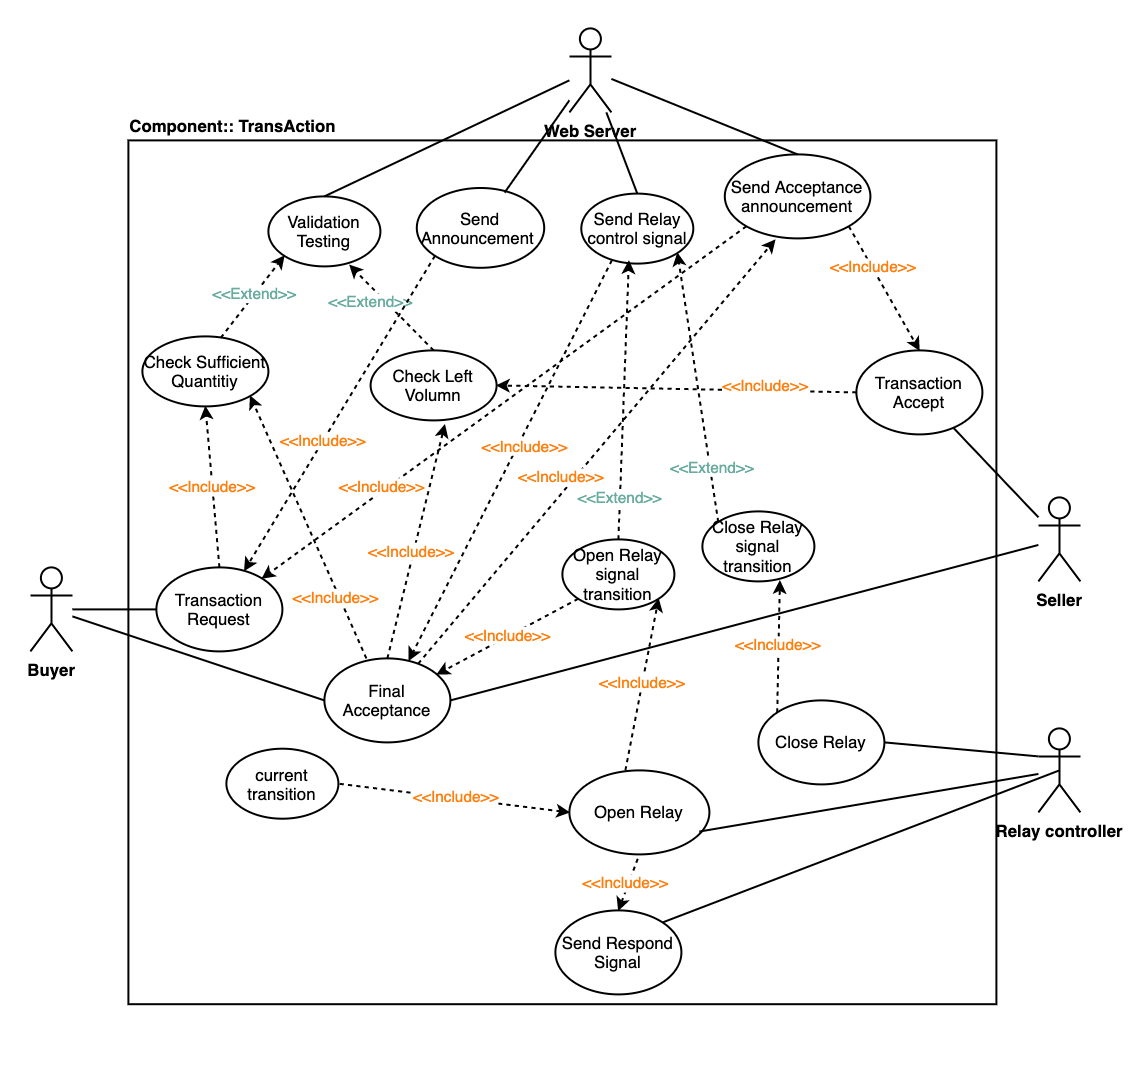 Component:: TransAction
Web Server
Send Acceptance
announcement
Validation
Testing
Send
Announcement
Send Relay
control signal
<<Include>>
<<Extend>>
<<Extend>>
Check Sufficient
Quantitiy
Check Left
Volumn
<<Include>>
Transaction
Accept
<<Include>>
<<Include>>
<<Extend>>
<<Include>>
<<Include>>
<<Include>>
<<Extend>>
Close Relay
signal
transition
<<Include>>
Open Relay
signal
transition
Transaction
Request
<<Include>>
Seller
Buyer
<<Include>>
<<Include>>
<<Include>>
Final
Acceptance
Close Relay
current
transition
<<Include>>
Open Relay
Relay controller
<<Include>>
Send Respond
Signal